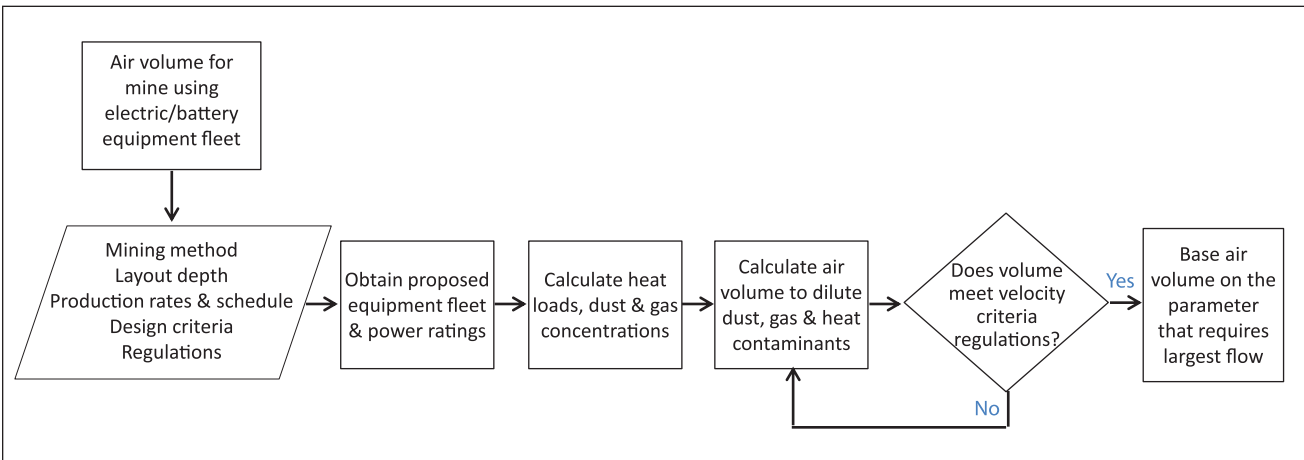 Air volume for
mine using
electric/battery
equipment fleet
Mining method
Layout depth
Production rates & schedule
Design criteria
Regulations
Obtain proposed
equipment fleet
& power ratings
Calculate heat
loads, dust & gas
concentrations
Calculate air
volume to dilute
dust, gas & heat
contaminants
Does volume
meet velocity
criteria
regulations?
Yes
No
Base air
volume on the
parameter
that requires
largest flow